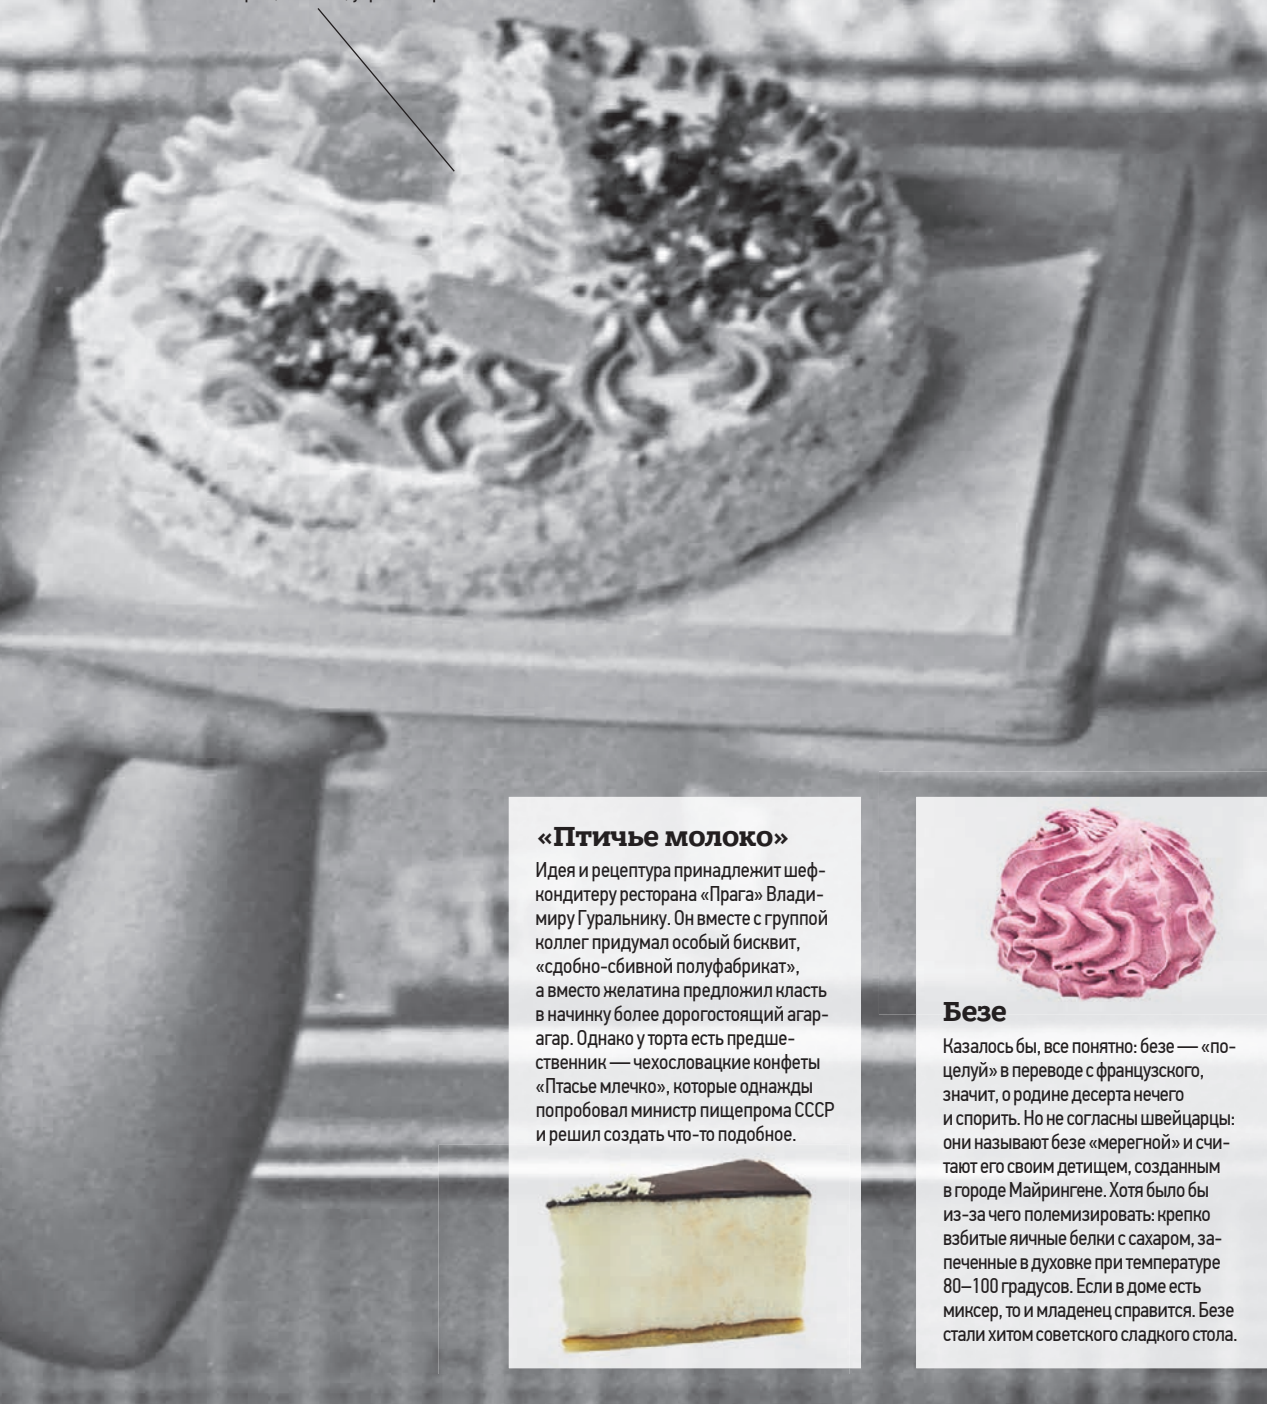 «Птичье молоко»
Идея и рецептура принадлежит шеф-
кондитеру ресторана «Прага» Влади-
миру Гуральнику. Он вместе с группой
коллег придумал особый бисквит,
«сдобно-сбивной полуфабрикат»,
а вместо желатина предложил класть
в начинку более дорогостоящий агар-
агар. Однако у торта есть предше-
ственник — чехословацкие конфеты
«Птасье млечко», которые однажды
попробовал министр пищепрома СССР
и решил создать что-то подобное.
Безе
Казалось бы, все понятно: безе — «по-
целуй» в переводе с французского,
значит, о родине десерта нечего
и спорить. Но не согласны швейцарцы:
они называют безе «мерегной» и счи-
тают его своим детищем, созданным
в городе Майрингене. Хотя было бы
из-за чего полемизировать: крепко
взбитые яичные белки с сахаром, за-
печенные в духовке при температуре
80–100 градусов. Если в доме есть
миксер, то и младенец справится. Безе
стали хитом советского сладкого стола.